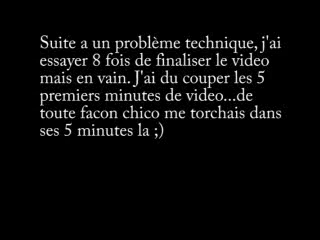 Suite a un problème technique, j'ai
essayer 8 fois de finaliser le video
mais en vain. J'ai du couper les 5
premiers minutes de video...de
toute facon chico me torchais dans
ses 5 minutes la ;)